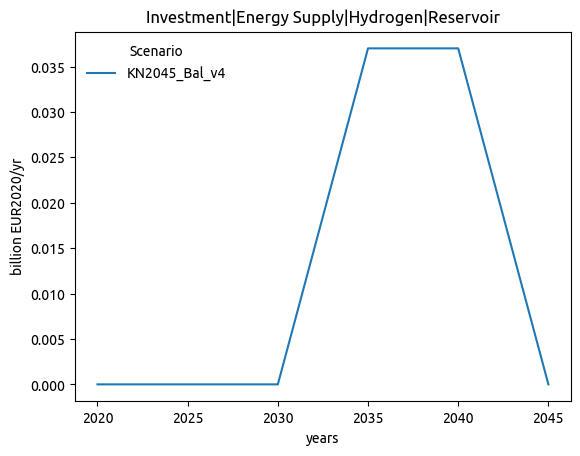 Investment|Energy Supply|Hydrogen|Reservoir
Scenario
KN2045_Bal_v4
billion EUR2020/yr
0.035
0.030
0.025
0.020
0.015
0.010
0.005
0.000
2020 2025 2030 2035 2040 2045
years